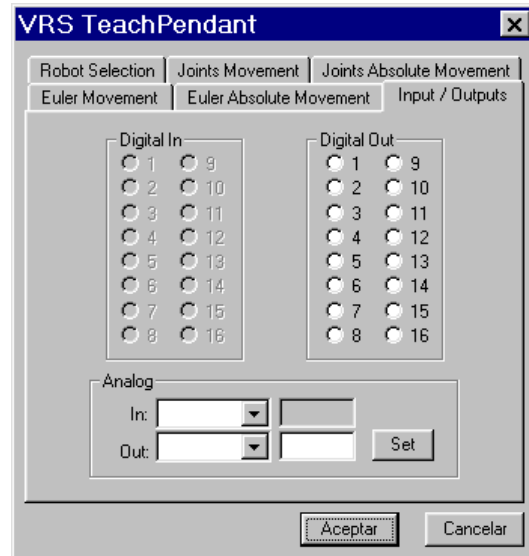 VRS TeachPendant
Robot Selection Joints Movement Joints Absolute Movement
Euler Movement Euler Absolute Movement Input / Outputs
Digital In Digital Out
1 9 1 9
2 10 2 10
3 11 3 11
4 12 4 12
5 13 5 13
6 14 6 14
7 15 7 15
8 16 8 16
Analog
In:
Out: Set
Aceptar Cancelar